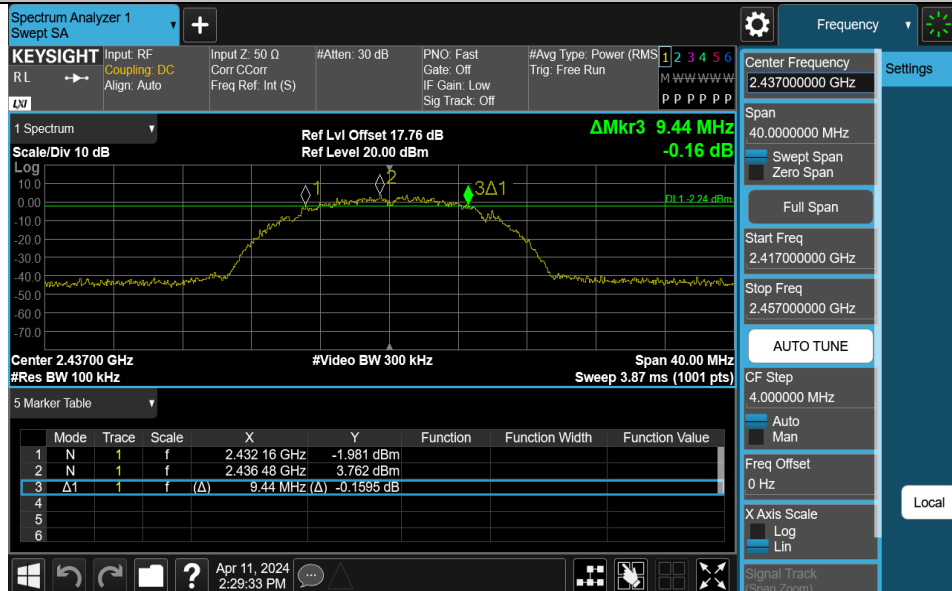 Spectrum Analyzer 1
Swept SA
+
Frequency
KEYSIGHT
RL
LXI
Input: RF
Coupling: DC
Align: Auto
Input Z: 50 Ω
Corr CCorr
Freq Ref: Int (S)
#Atten: 30 dB
PNO: Fast
Gate: Off
IF Gain: Low
Sig Track: Off
#Avg Type: Power (RMS
Trig: Free Run
1 2 3 4 5 6
M W W W W W
P P P P P P
1 Spectrum
Scale/Div 10 dB
Ref Lvl Offset 17.76 dB
Ref Level 20.00 dBm
ΔMkr3 9.44 MHz
-0.16 dB
Log
10.0
0.00
-10.0
-20.0
-30.0
-40.0
-50.0
-60.0
-70.0
1
2
3Δ1
DL1 -2.24 dBm
Center 2.43700 GHz
#Video BW 300 kHz
Span 40.00 MHz
#Res BW 100 kHz
Sweep 3.87 ms (1001 pts)
5 Marker Table
Mode Trace Scale X Y Function Function Width Function Value
1 N 1 f 2.432 16 GHz -1.981 dBm
2 N 1 f 2.436 48 GHz 3.762 dBm
3 Δ1 1 f (Δ) 9.44 MHz (Δ) -0.1595 dB
4
5
6
?
Apr 11, 2024
2:29:33 PM
Center Frequency
2.437000000 GHz
Span
40.0000000 MHz
Swept Span
Zero Span
Full Span
Start Freq
2.417000000 GHz
Stop Freq
2.457000000 GHz
AUTO TUNE
CF Step
4.000000 MHz
Auto
Man
Freq Offset
0 Hz
X Axis Scale
Log
Lin
Signal Track
(Span Zoom)
Settings
Local